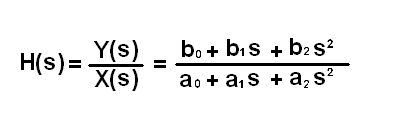 H(s) = Y(s) / X(s) = b₀ + b₁s + b₂s² / a₀ + a₁s + a₂s²